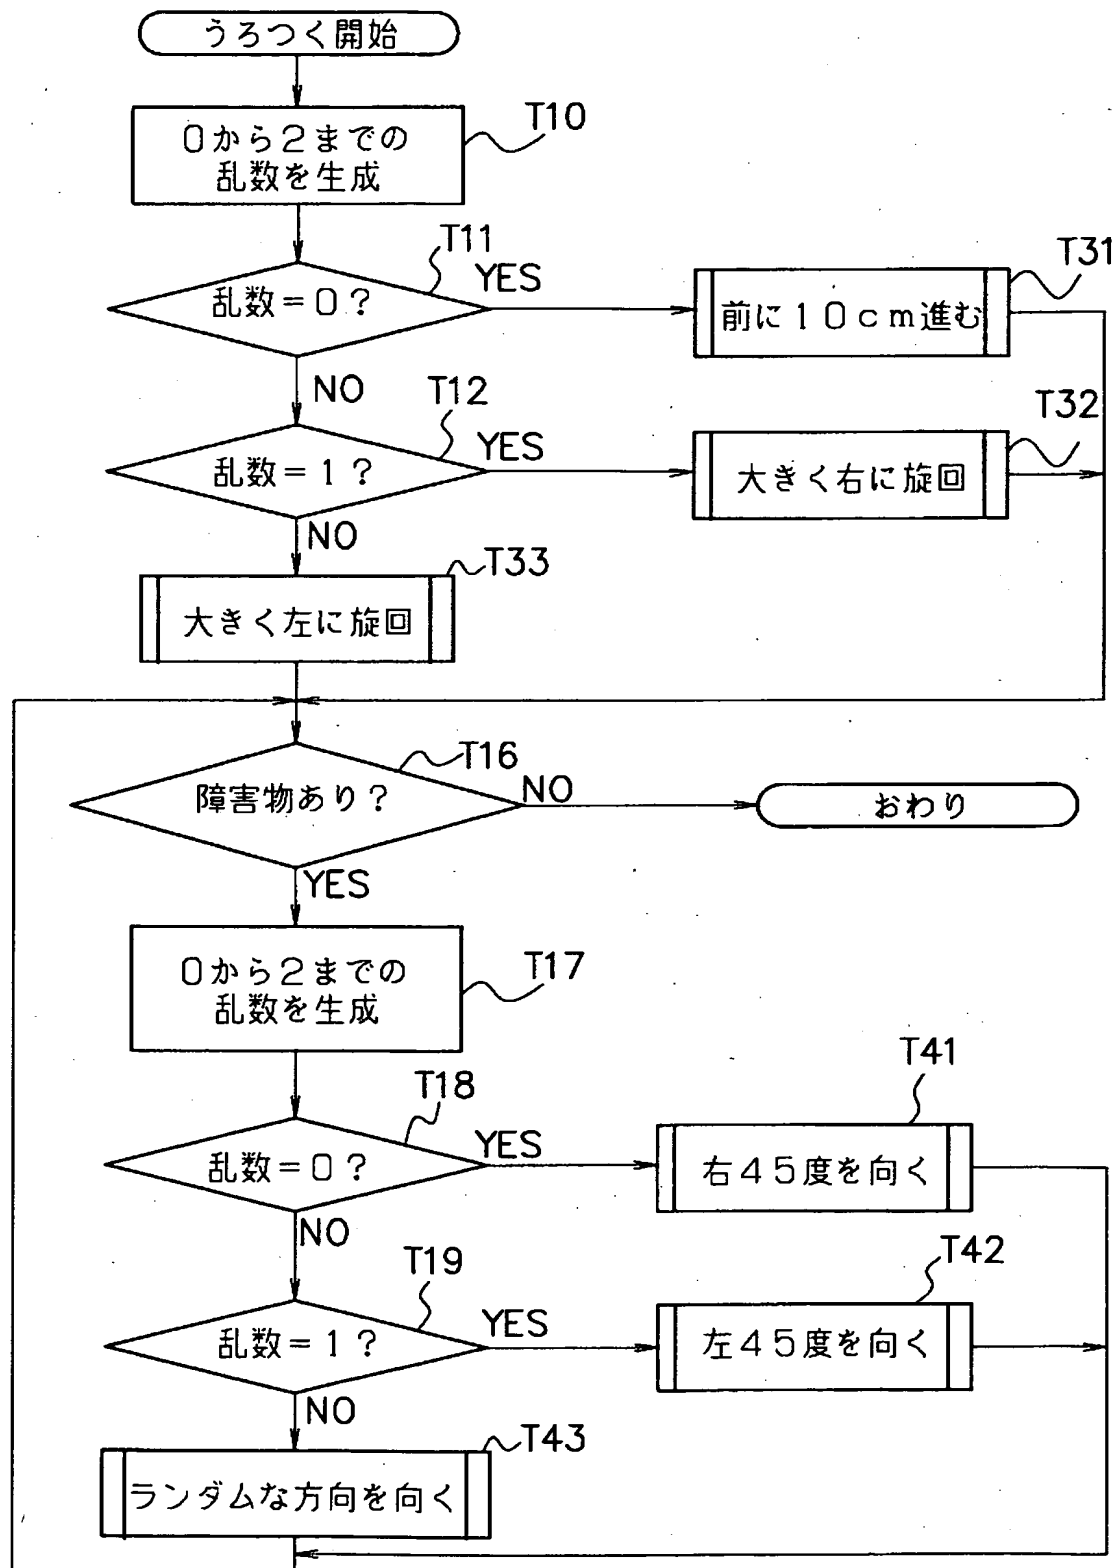 うろつく開始
0から2までの
乱数を生成
T10
乱数=0?
T11
YES
前に10cm進む
T31
NO
乱数=1?
T12
YES
大きく右に旋回
T32
NO
大きく左に旋回
T33
障害物あり?
T16
NO
おわり
YES
0から2までの
乱数を生成
T17
乱数=0?
T18
YES
右45度を向く
T41
NO
乱数=1?
T19
YES
左45度を向く
T42
NO
ランダムな方向を向く
T43